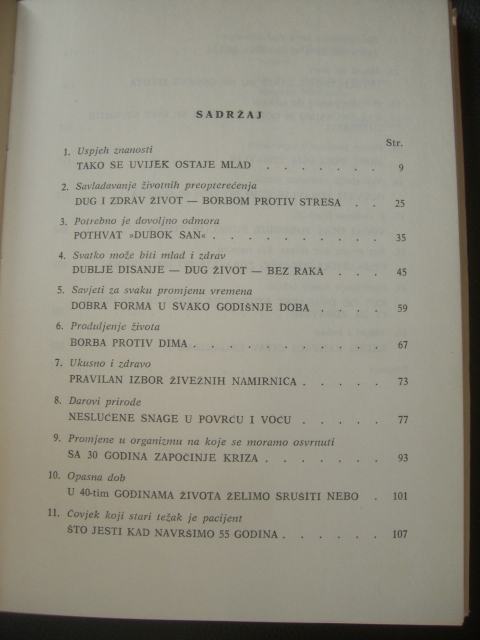 SADRŽAJ
Str.
1. Uspjeh znanosti
TAKO SE UVIJEK OSTAJE MLAD . . . . . . . 9
2. Savladavanje životnih preopterećenja
DUG I ZDRAV ŽIVOT — BORBOM PROTIV STRESA . . 25
3. Potrebno je dovoljno odmora
POTHVAT »DUBOK SAN« . . . . . . . . . . 35
4. Svatko može biti mlad i zdrav
DUBLJE DISANJE — DUG ŽIVOT — BEZ RAKA . . . 45
5. Savjeti za svaku promjenu vremena
DOBRA FORMA U SVAKO GODIŠNJE DOBA . . . . 59
6. Produljenje života
BORBA PROTIV DIMA . . . . . . . . . . . 67
7. Ukusno i zdravo
PRAVILAN IZBOR ŽIVEŽNIH NAMIRNICA . . . . . 73
8. Darovi prirode
NESLUĆENE SNAGE U POVRĆU I VOĆU . . . . . 77
9. Promjene u organizmu na koje se moramo osvrnuti
SA 30 GODINA ZAPOČINJE KRIZA . . . . . . . 93
10. Opasna dob
U 40-tim GODINAMA ŽIVOTA ŽELIMO SRUŠITI NEBO . 101
11. Čovjek koji stari težak je pacijent
ŠTO JESTI KAD NAVRŠIMO 55 GODINA . . . . . . 107